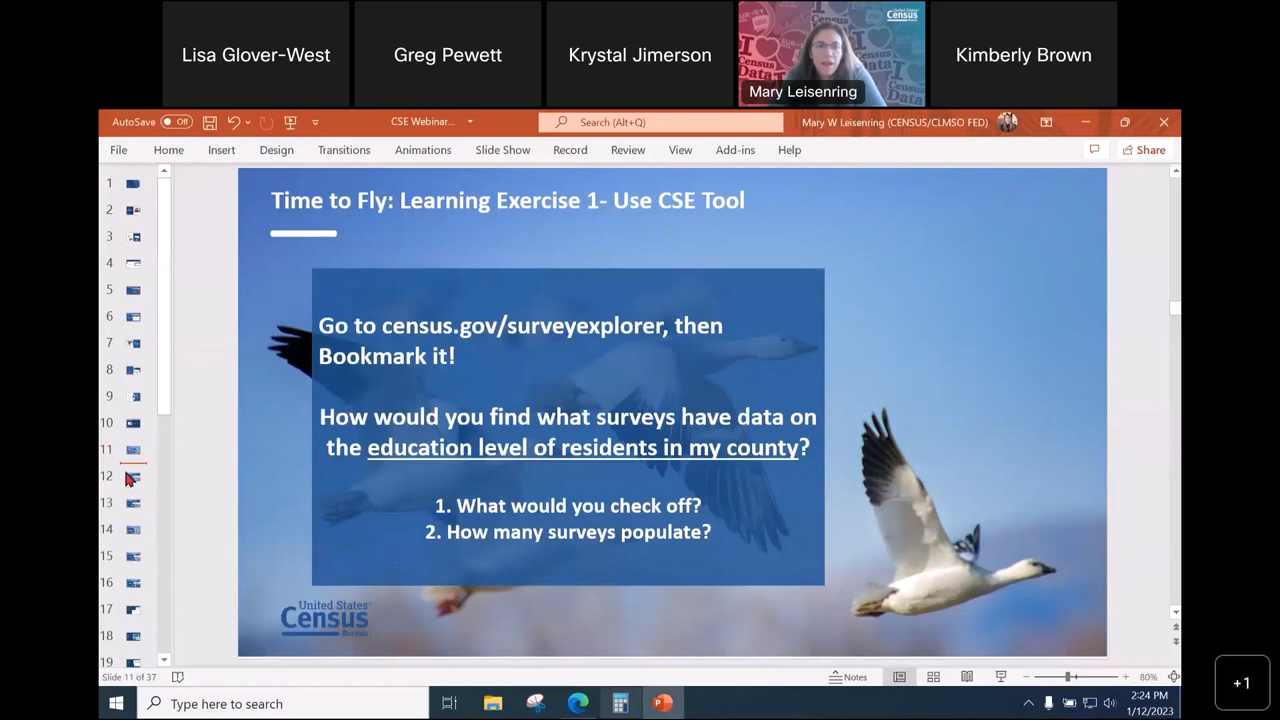 Lisa Glover-West
Greg Pewett
Krystal Jimerson
Census
Mary Leisenring
Kimberly Brown
AutoSave Off
CSE Webinar...
Search (Alt+Q)
Mary W Leisenring (CENSUS/CLMSO FED)
File Home Insert Design Transitions Animations Slide Show Record Review View Add-ins Help
Share
1
2
3
4
5
6
7
8
9
10
11
12
13
14
15
16
17
18
19
Time to Fly: Learning Exercise 1- Use CSE Tool
Go to census.gov/surveyexplorer, then
Bookmark it!
How would you find what surveys have data on
the education level of residents in my county?
1. What would you check off?
2. How many surveys populate?
United States
Census
Bureau
Slide 11 of 37
Notes
80%
Type here to search
2:24 PM
1/12/2023
+1